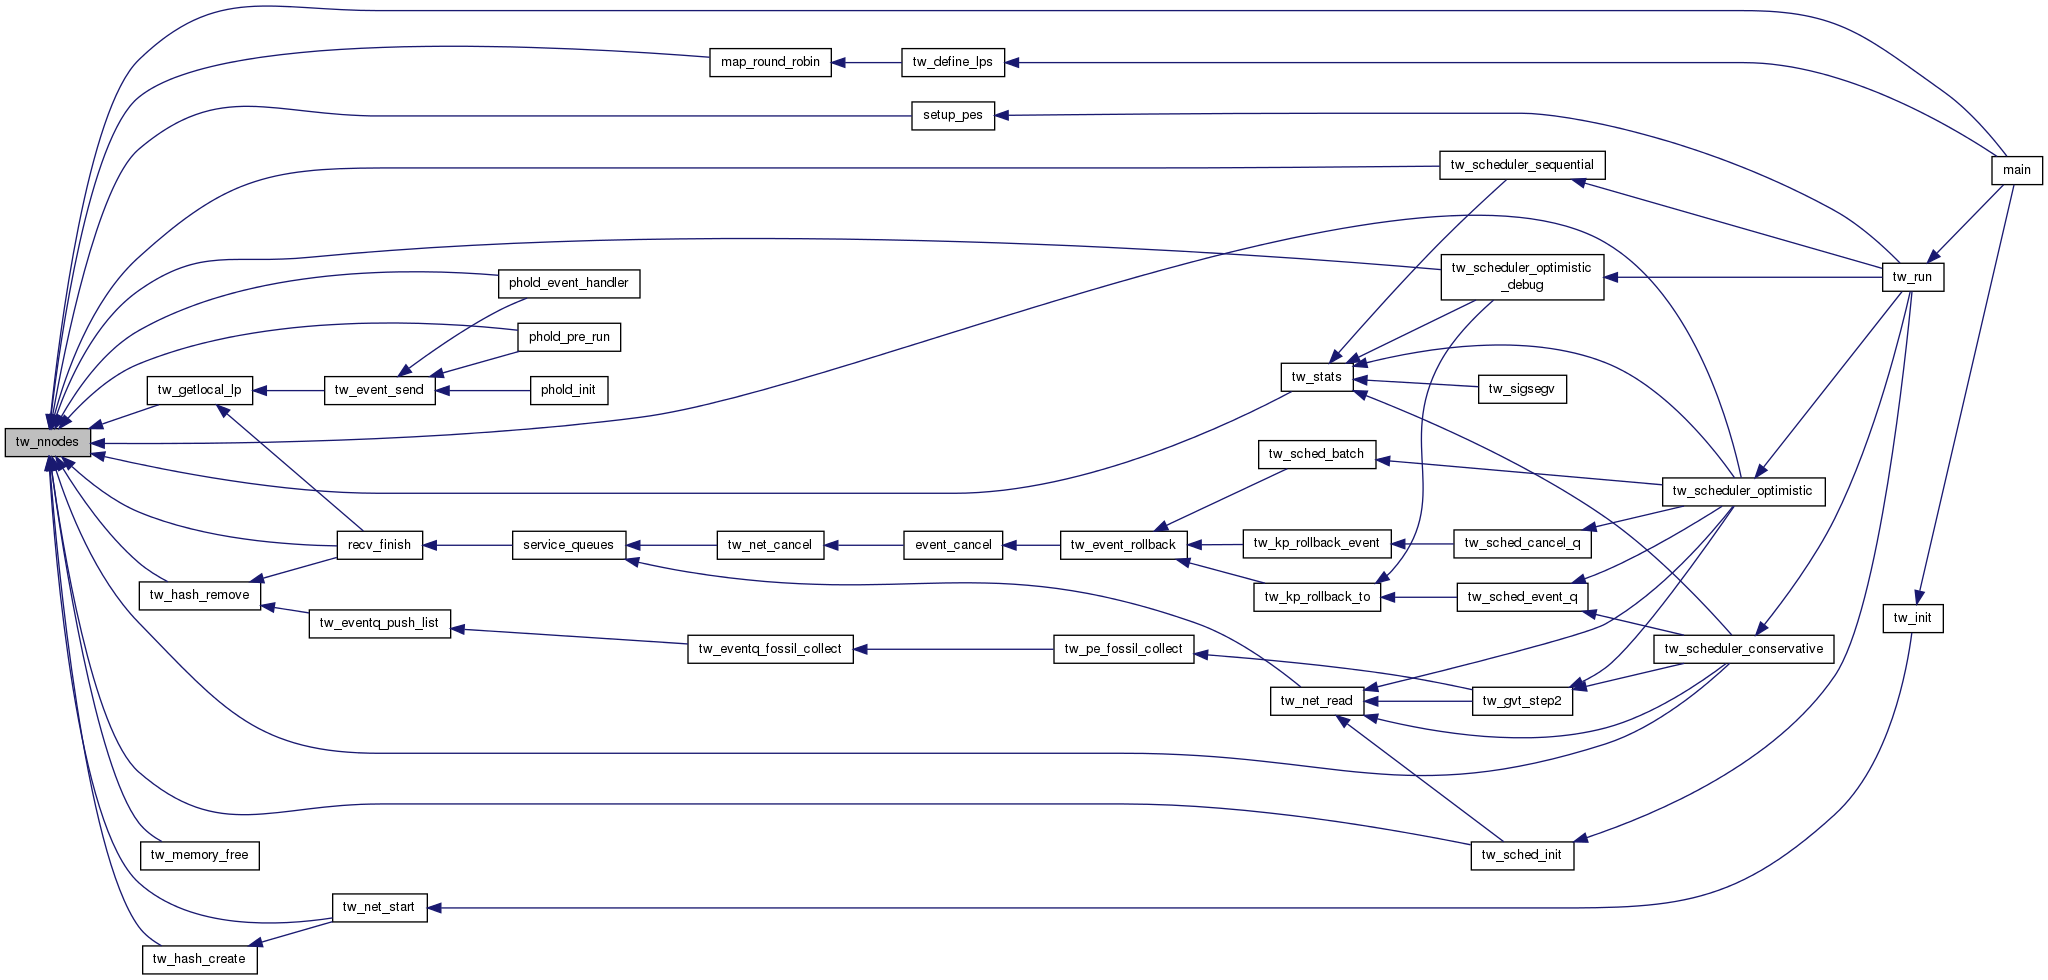 map_round_robin
tw_define_lps
setup_pes
tw_scheduler_sequential
main
tw_scheduler_optimistic
_debug
tw_run
phold_event_handler
phold_pre_run
tw_stats
tw_sigsegv
tw_getlocal_lp
tw_event_send
phold_init
tw_nnodes
tw_sched_batch
tw_scheduler_optimistic
recv_finish
service_queues
tw_net_cancel
event_cancel
tw_event_rollback
tw_kp_rollback_event
tw_sched_cancel_q
tw_hash_remove
tw_kp_rollback_to
tw_sched_event_q
tw_init
tw_eventq_push_list
tw_eventq_fossil_collect
tw_pe_fossil_collect
tw_scheduler_conservative
tw_net_read
tw_gvt_step2
tw_memory_free
tw_sched_init
tw_net_start
tw_hash_create